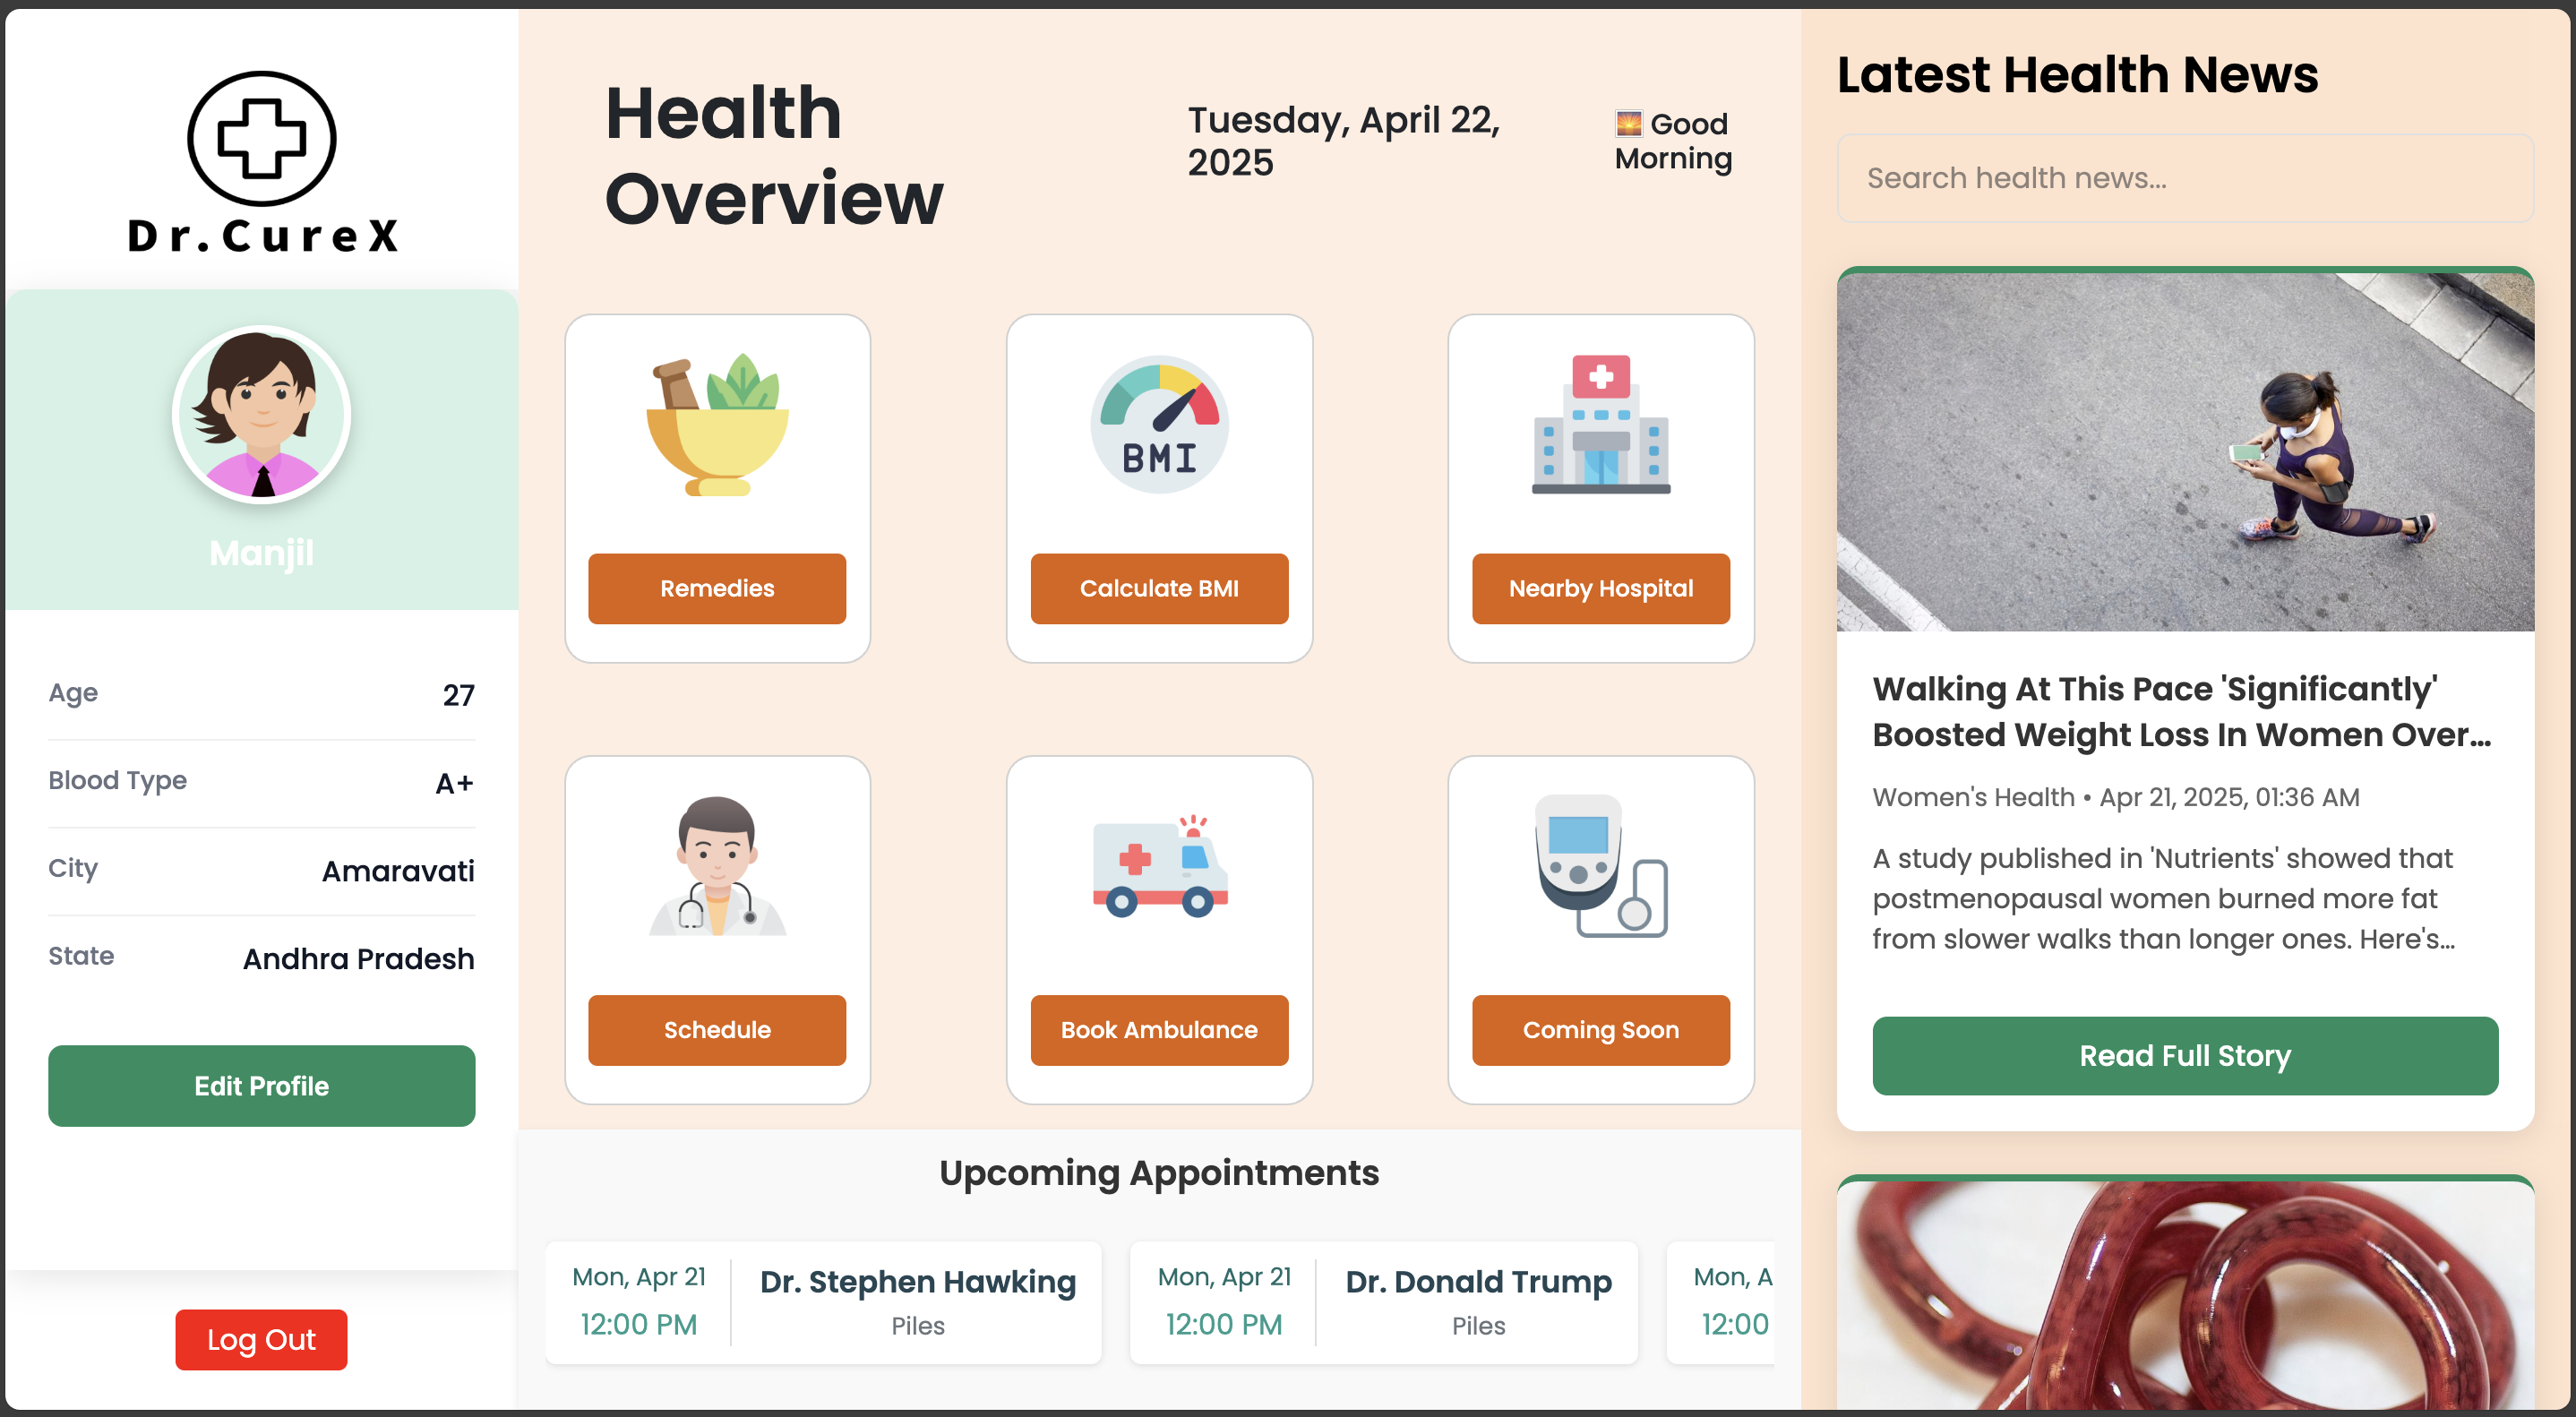 Dr.CureX
Manjil
Age 27
Blood Type A+
City Amaravati
State Andhra Pradesh
Edit Profile
Log Out
Health
Overview
Tuesday, April 22,
2025
Good
Morning
BMI
Remedies
Calculate BMI
Nearby Hospital
Schedule
Book Ambulance
Coming Soon
Upcoming Appointments
Mon, Apr 21
12:00 PM
Dr. Stephen Hawking
Piles
Mon, Apr 21
12:00 PM
Dr. Donald Trump
Piles
Mon, A
12:00
Latest Health News
Search health news...
Walking At This Pace 'Significantly'
Boosted Weight Loss In Women Over...
Women's Health • Apr 21, 2025, 01:36 AM
A study published in 'Nutrients' showed that
postmenopausal women burned more fat
from slower walks than longer ones. Here's...
Read Full Story